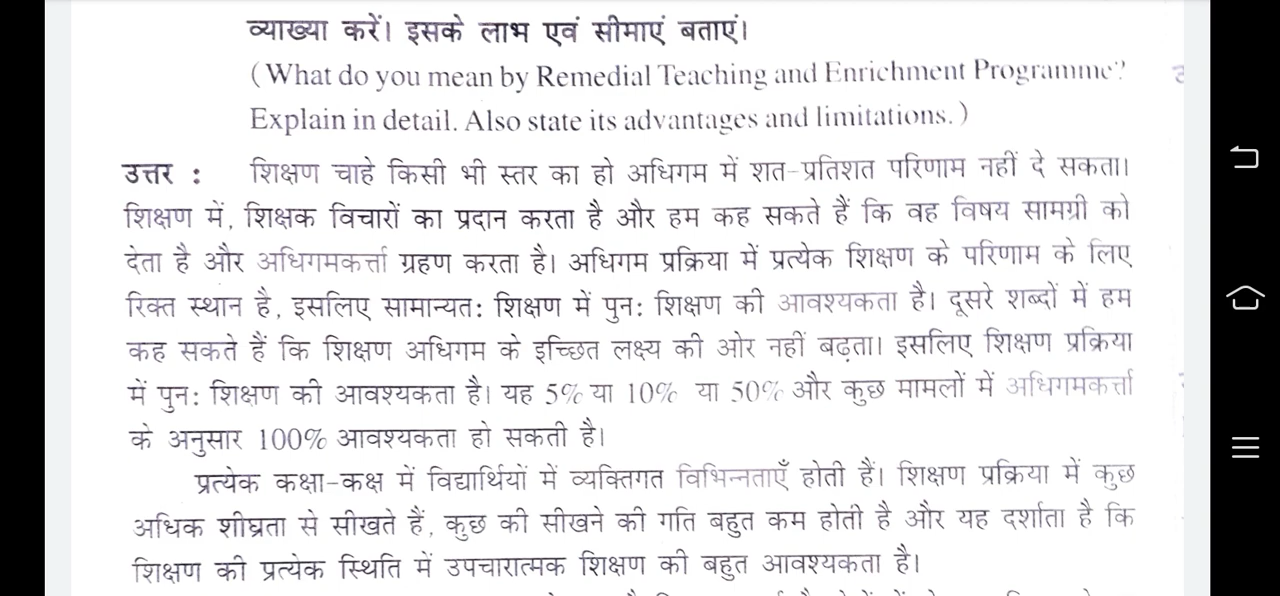 व्याख्या करें। इसके लाभ एवं सीमाएं बताएं।
(What do you mean by Remedial Teaching and Enrichment Programme?
Explain in detail. Also state its advantages and limitations.)
उत्तर : शिक्षण चाहे किसी भी स्तर का हो अधिगम में शत-प्रतिशत परिणाम नहीं दे सकता।
शिक्षण में, शिक्षक विचारों का प्रदान करता है और हम कह सकते हैं कि वह विषय सामग्री को
देता है और अधिगमकर्त्ता ग्रहण करता है। अधिगम प्रक्रिया में प्रत्येक शिक्षण के परिणाम के लिए
रिक्त स्थान है, इसलिए सामान्यत: शिक्षण में पुन: शिक्षण की आवश्यकता है। दूसरे शब्दों में हम
कह सकते हैं कि शिक्षण अधिगम के इच्छित लक्ष्य की ओर नहीं बढ़ता। इसलिए शिक्षण प्रक्रिया
में पुन: शिक्षण की आवश्यकता है। यह 5% या 10% या 50% और कुछ मामलों में अधिगमकर्त्ता
के अनुसार 100% आवश्यकता हो सकती है।
प्रत्येक कक्षा-कक्ष में विद्यार्थियों में व्यक्तिगत विभिन्नताएँ होती हैं। शिक्षण प्रक्रिया में कुछ
अधिक शीघ्रता से सीखते हैं, कुछ की सीखने की गति बहुत कम होती है और यह दर्शाता है कि
शिक्षण की प्रत्येक स्थिति में उपचारात्मक शिक्षण की बहुत आवश्यकता है।